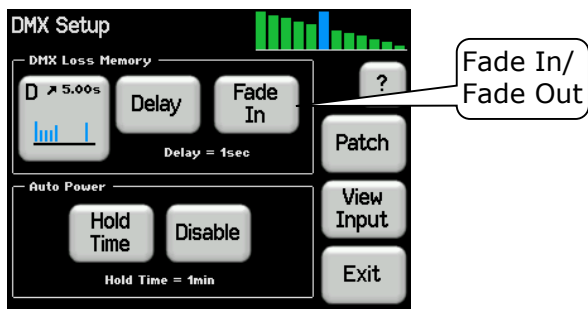 DMX Setup
DMX Loss Memory
D ↗ 5.00s
Delay
Fade
In
Delay = 1sec
?
Patch
Auto Power
Hold
Time
Disable
Hold Time = 1min
View
Input
Exit
Fade In/
Fade Out